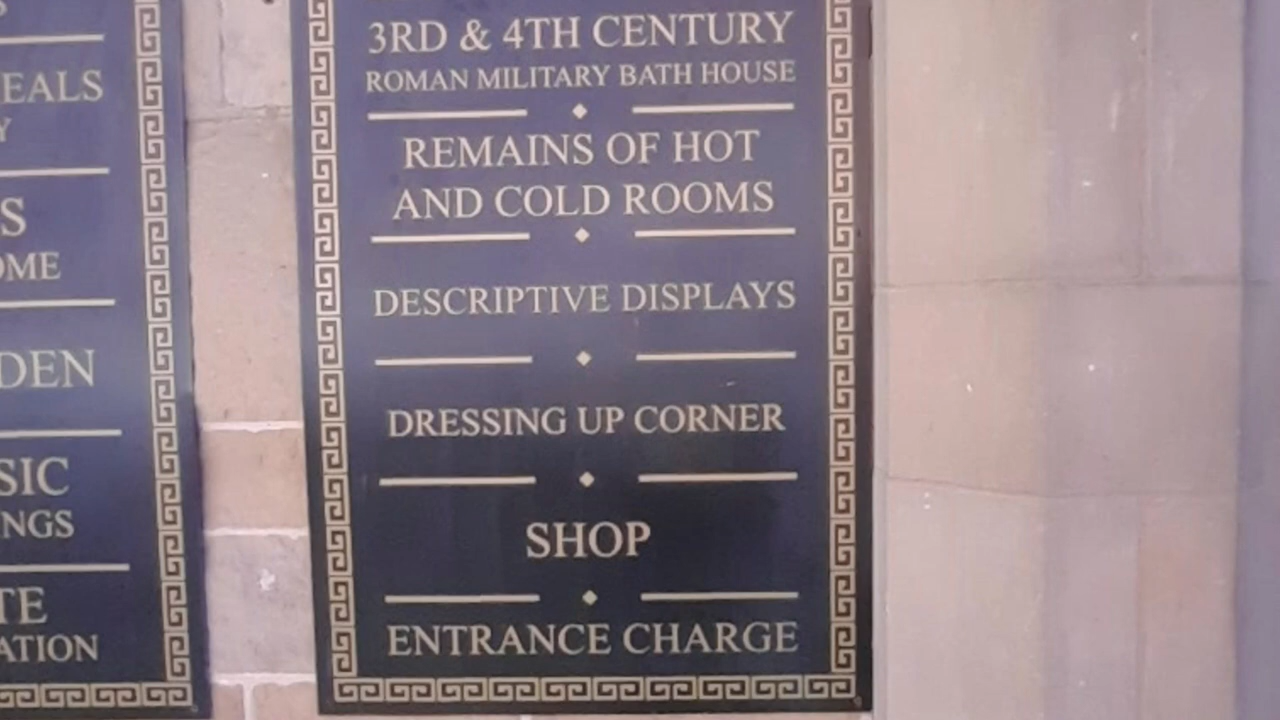 EALS
Y
S
OME
DEN
SIC
NGS
TE
ATION
3RD & 4TH CENTURY
ROMAN MILITARY BATH HOUSE
REMAINS OF HOT
AND COLD ROOMS
DESCRIPTIVE DISPLAYS
DRESSING UP CORNER
SHOP
ENTRANCE CHARGE